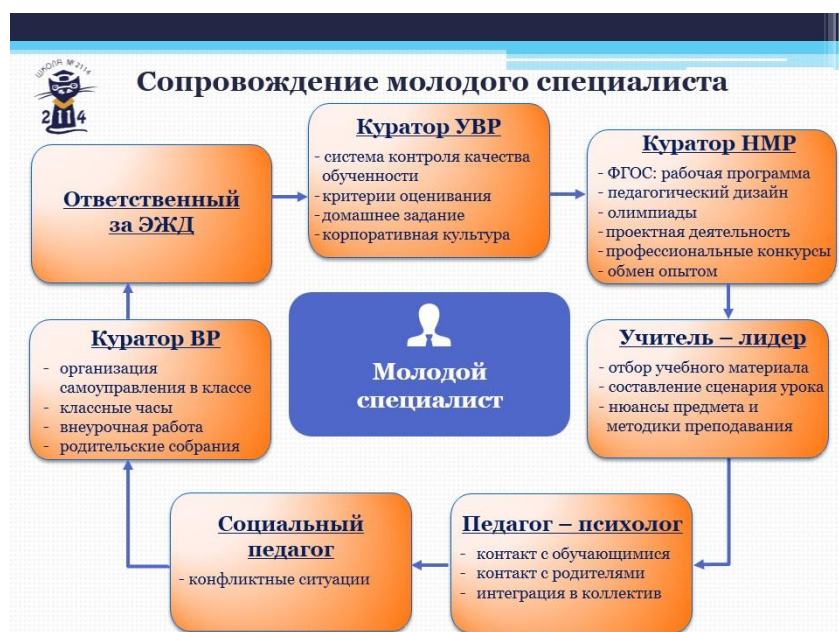 ШКОЛА №2114
2114
Сопровождение молодого специалиста
Ответственный
за ЭЖД
Куратор УВР
- система контроля качества
обученности
- критерии оценивания
- домашнее задание
- корпоративная культура
Куратор НМР
- ФГОС: рабочая программа
- педагогический дизайн
- олимпиады
- проектная деятельность
- профессиональные конкурсы
- обмен опытом
Учитель – лидер
- отбор учебного материала
- составление сценария урока
- нюансы предмета и
методики преподавания
Педагог – психолог
- контакт с обучающимися
- контакт с родителями
- интеграция в коллектив
Социальный
педагог
- конфликтные ситуации
Куратор ВР
- организация
самоуправления в классе
- классные часы
- внеурочная работа
- родительские собрания
Молодой
специалист